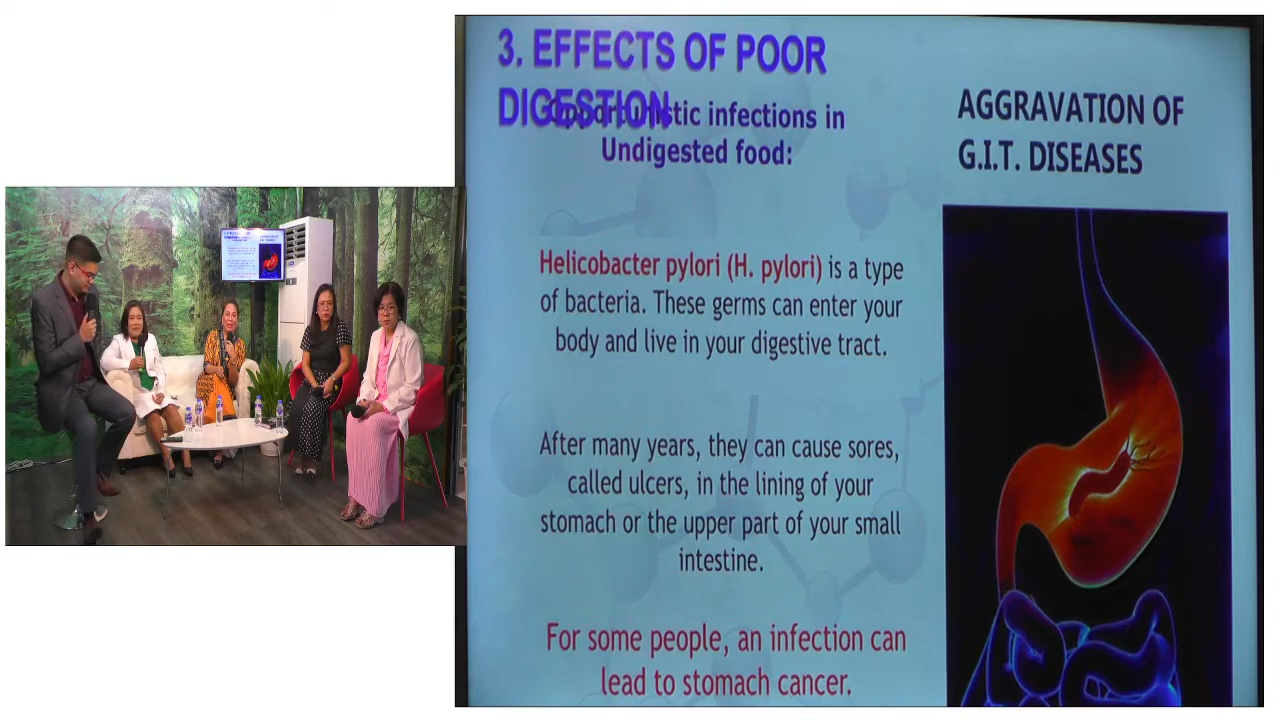 3. EFFECTS OF POOR
DIGESTION
Opportunistic infections in
Undigested food:
AGGRAVATION OF
G.I.T. DISEASES
Helicobacter pylori (H. pylori) is a type
of bacteria. These germs can enter your
body and live in your digestive tract.
After many years, they can cause sores,
called ulcers, in the lining of your
stomach or the upper part of your small
intestine.
For some people, an infection can
lead to stomach cancer.